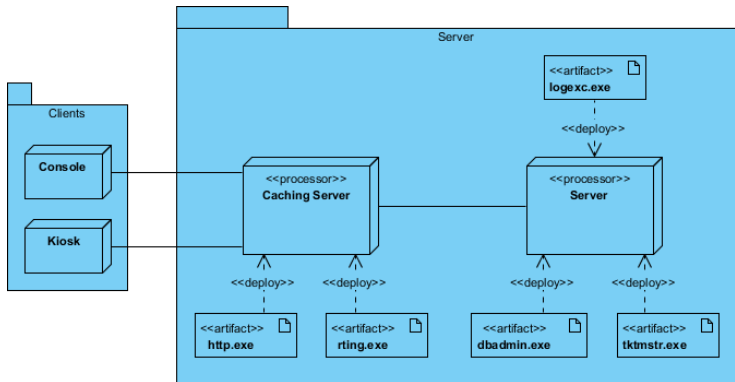 Server
<<artifact>>
logexc.exe
Clients
<<deploy>>
Console
<<processor>>
Caching Server
<<processor>>
Server
Kiosk
<<deploy>>
<<deploy>>
<<deploy>>
<<deploy>>
<<artifact>>
http.exe
<<artifact>>
rting.exe
<<artifact>>
dbadmin.exe
<<artifact>>
tktmstr.exe